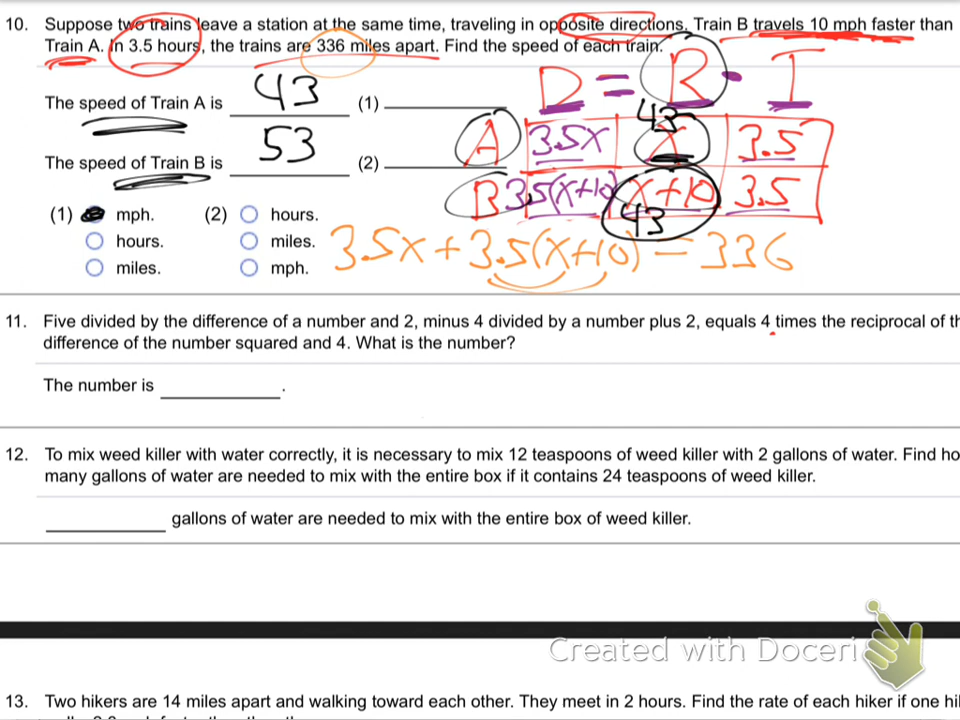 10. Suppose two trains leave a station at the same time, traveling in opposite directions. Train B travels 10 mph faster than
Train A. In 3.5 hours, the trains are 336 miles apart. Find the speed of each train.
D = R · T
The speed of Train A is 43 (1)
A 3.5x x 43 3.5
The speed of Train B is 53 (2)
B 3.5(x+10) x+10 43 3.5
(1) mph. (2) hours.
hours. miles.
miles. mph.
3.5x + 3.5(x+10) = 336
11. Five divided by the difference of a number and 2, minus 4 divided by a number plus 2, equals 4 times the reciprocal of th
difference of the number squared and 4. What is the number?
The number is .
12. To mix weed killer with water correctly, it is necessary to mix 12 teaspoons of weed killer with 2 gallons of water. Find ho
many gallons of water are needed to mix with the entire box if it contains 24 teaspoons of weed killer.
gallons of water are needed to mix with the entire box of weed killer.
Created with Doceri
13. Two hikers are 14 miles apart and walking toward each other. They meet in 2 hours. Find the rate of each hiker if one hi